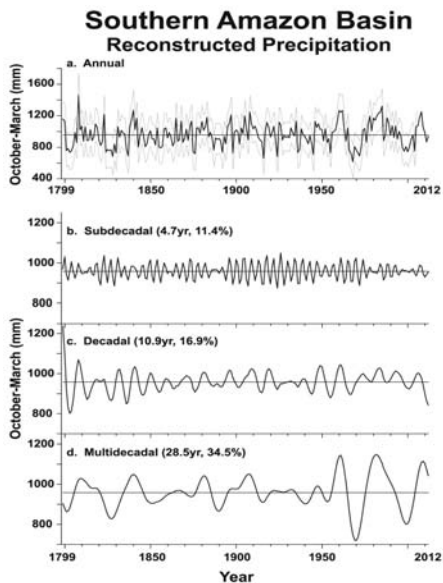 Southern Amazon Basin
Reconstructed Precipitation
a. Annual
October-March (mm)
1600
1200
800
400
1799 1850 1900 1950 2012
b. Subdecadal (4.7yr, 11.4%)
1200
1000
800
c. Decadal (10.9yr, 16.9%)
October-March (mm)
1200
1000
800
d. Multidecadal (28.5yr, 34.5%)
1200
1000
800
1799 1850 1900 1950 2012
Year